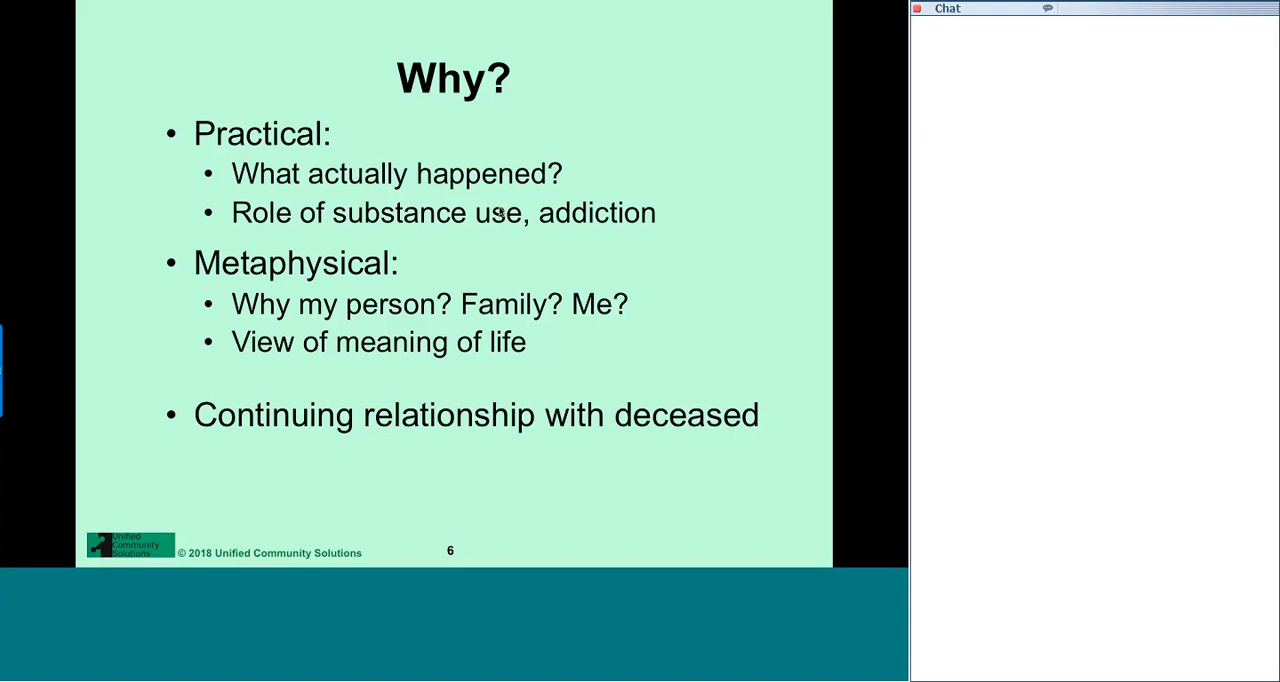 Why?
• Practical:
• What actually happened?
• Role of substance use, addiction
• Metaphysical:
• Why my person? Family? Me?
• View of meaning of life
• Continuing relationship with deceased
Unified
Community
Solutions
© 2018 Unified Community Solutions
6
Chat